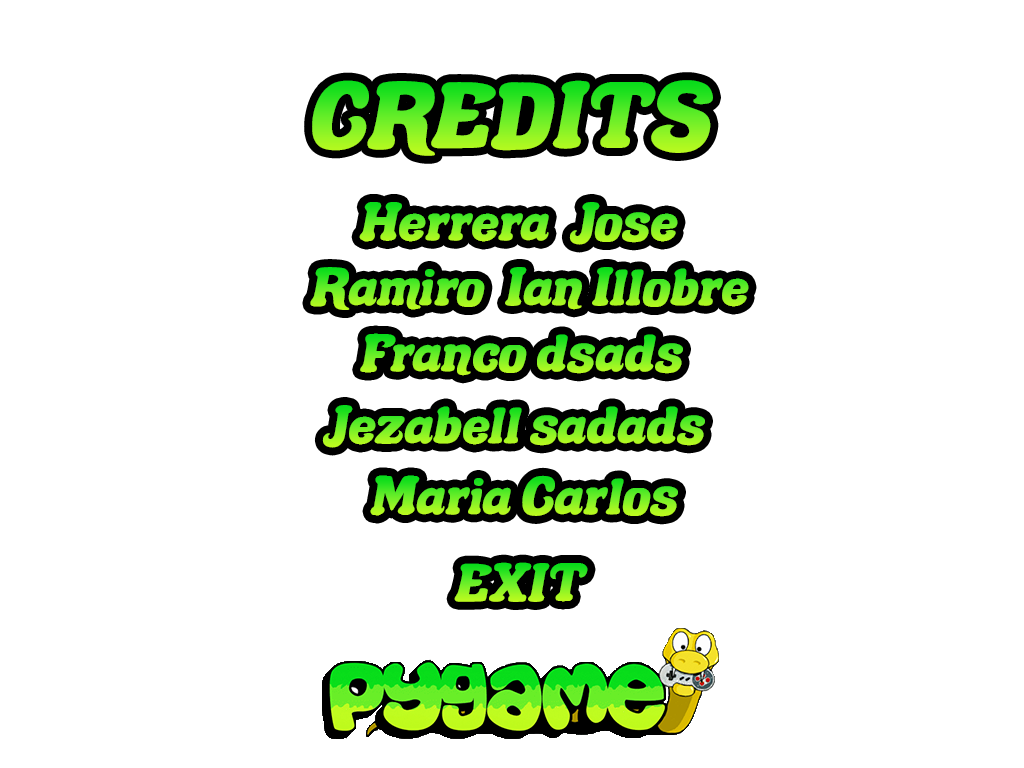 CREDITS
Herrera Jose
Ramiro Ian Illobre
Franco dsads
Jezabell sadads
Maria Carlos
EXIT
pygame